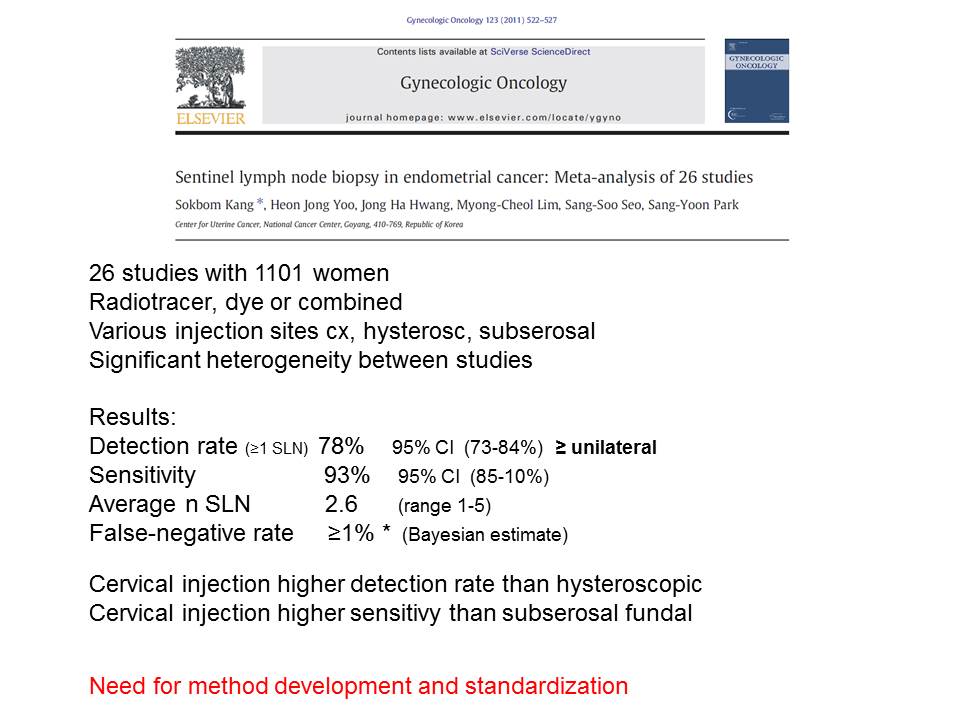 Gynecologic Oncology 123 (2011) 522–527
Contents lists available at SciVerse ScienceDirect
Gynecologic Oncology
journal homepage: www.elsevier.com/locate/ygyno
ELSEVIER
GYNECOLOGIC
ONCOLOGY
Sentinel lymph node biopsy in endometrial cancer: Meta-analysis of 26 studies
Sokbom Kang *, Heon Jong Yoo, Jong Ha Hwang, Myong-Cheol Lim, Sang-Soo Seo, Sang-Yoon Park
Center for Uterine Cancer, National Cancer Center, Goyang, 410-769, Republic of Korea
26 studies with 1101 women
Radiotracer, dye or combined
Various injection sites cx, hysterosc, subserosal
Significant heterogeneity between studies
Results:
Detection rate (≥1 SLN) 78% 95% CI (73-84%) ≥ unilateral
Sensitivity 93% 95% CI (85-10%)
Average n SLN 2.6 (range 1-5)
False-negative rate ≥1% * (Bayesian estimate)
Cervical injection higher detection rate than hysteroscopic
Cervical injection higher sensitivy than subserosal fundal
Need for method development and standardization